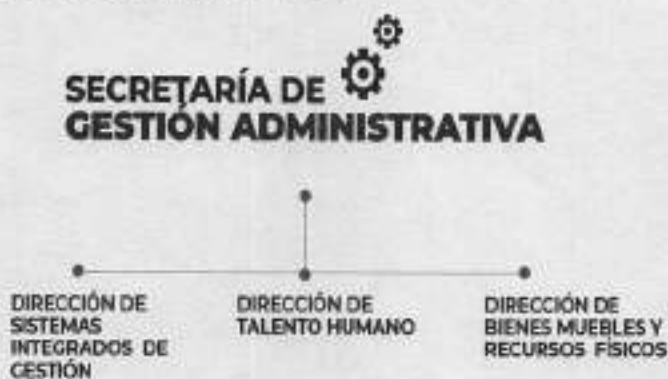 SECRETARÍA DE
GESTIÓN ADMINISTRATIVA
DIRECCIÓN DE
SISTEMAS
INTEGRADOS DE
GESTIÓN
DIRECCIÓN DE
TALENTO HUMANO
DIRECCIÓN DE
BIENES MUEBLES Y
RECURSOS FÍSICOS